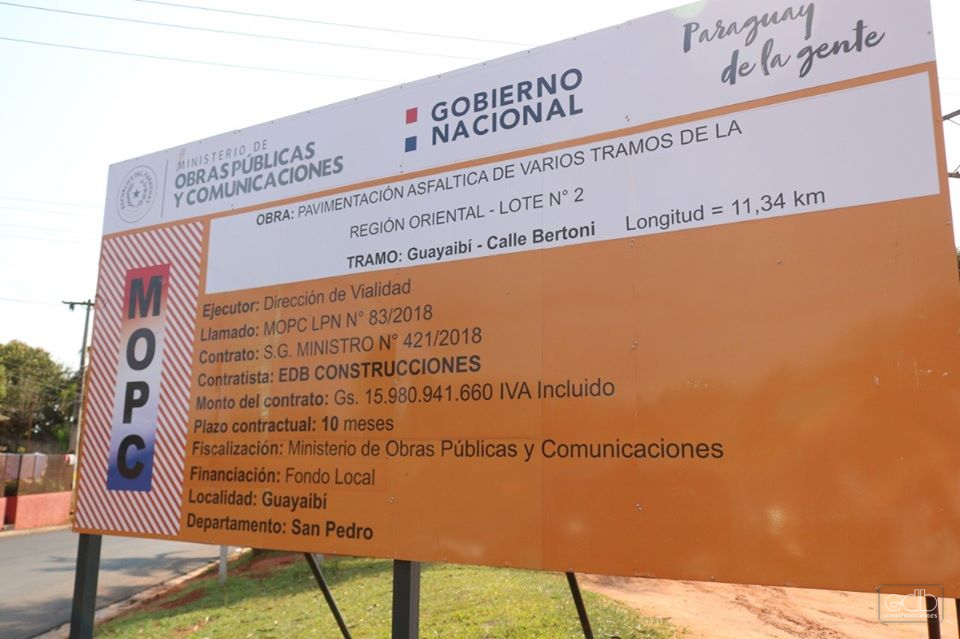 Paraguay
de la gente
GOBIERNO
NACIONAL
MINISTERIO DE
OBRAS PÚBLICAS
Y COMUNICACIONES
OBRA: PAVIMENTACIÓN ASFALTICA DE VARIOS TRAMOS DE LA
REGIÓN ORIENTAL - LOTE N° 2
TRAMO: Guayaibí - Calle Bertoni Longitud = 11,34 km
MOPC
Ejecutor: Dirección de Vialidad
Llamado: MOPC LPN N° 83/2018
Contrato: S.G. MINISTRO N° 421/2018
Contratista: EDB CONSTRUCCIONES
Monto del contrato: Gs. 15.980.941.660 IVA Incluido
Plazo contractual: 10 meses
Fiscalización: Ministerio de Obras Públicas y Comunicaciones
Financiación: Fondo Local
Localidad: Guayaibí
Departamento: San Pedro
edb